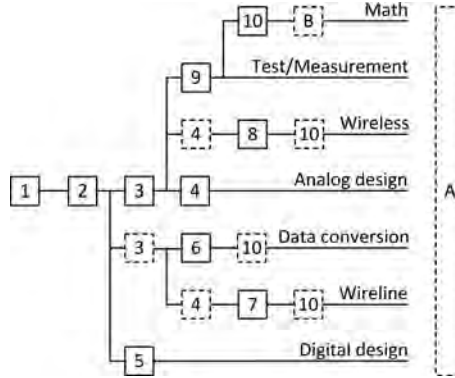 10 B Math
9 Test/Measurement
4 8 10 Wireless
1 2 3 4 Analog design A
3 6 10 Data conversion
4 7 10 Wireline
5 Digital design